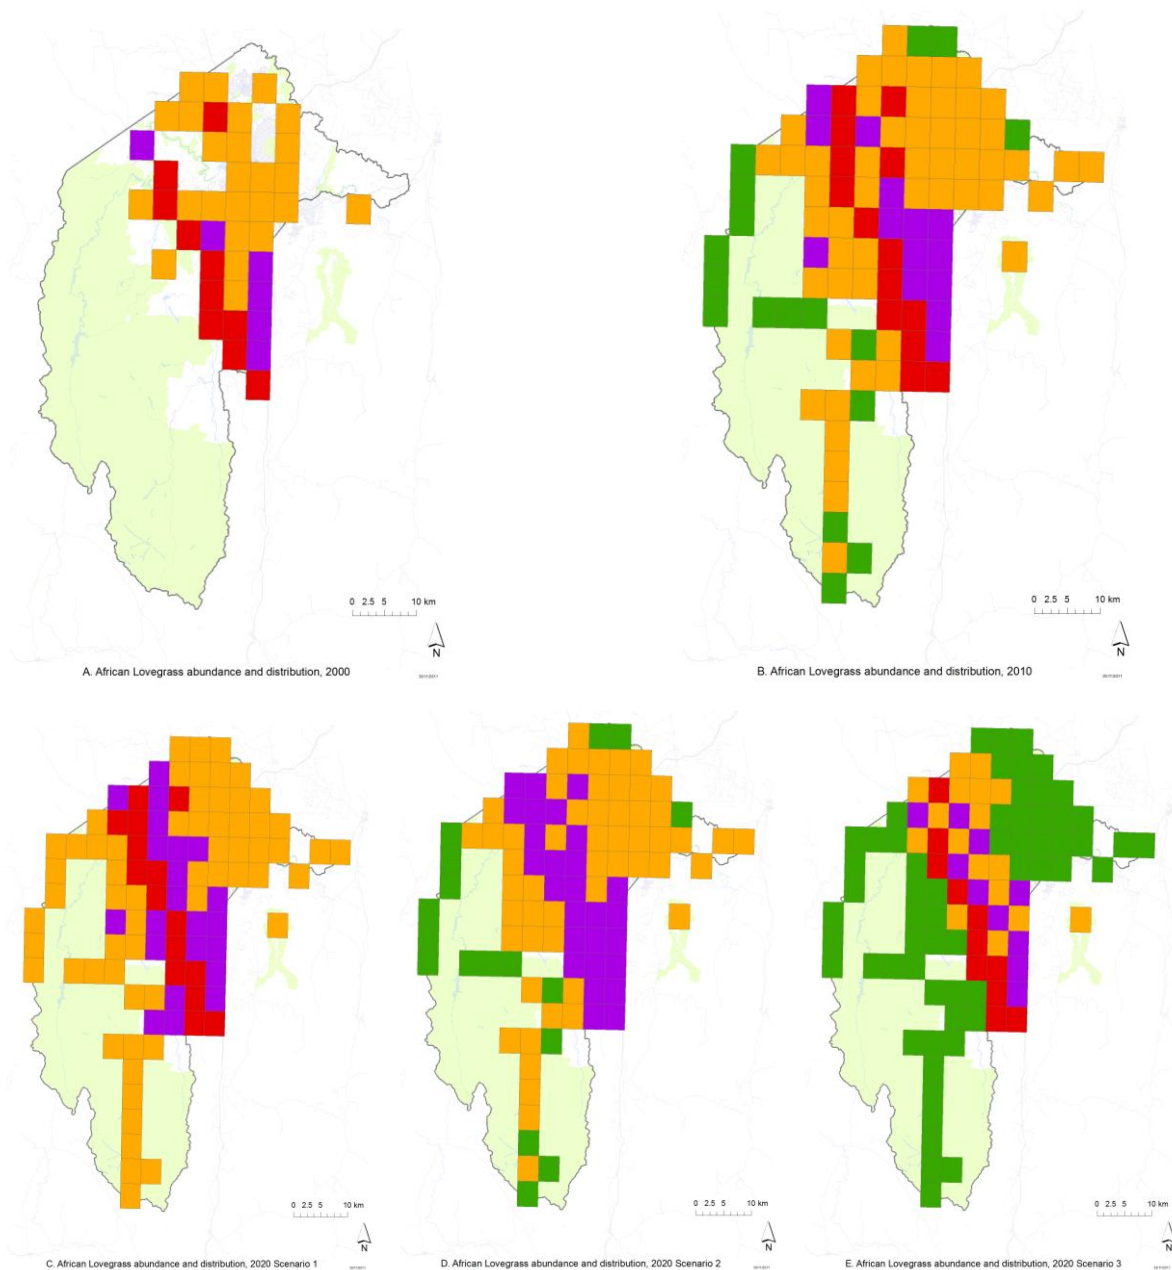 0 2.5 5 10 km
N
A. African Lovegrass abundance and distribution, 2000
0 2.5 5 10 km
N
B. African Lovegrass abundance and distribution, 2010
0 2.5 5 10 km
N
C. African Lovegrass abundance and distribution, 2020 Scenario 1
0 2.5 5 10 km
N
D. African Lovegrass abundance and distribution, 2020 Scenario 2
0 2.5 5 10 km
N
E. African Lovegrass abundance and distribution, 2020 Scenario 3